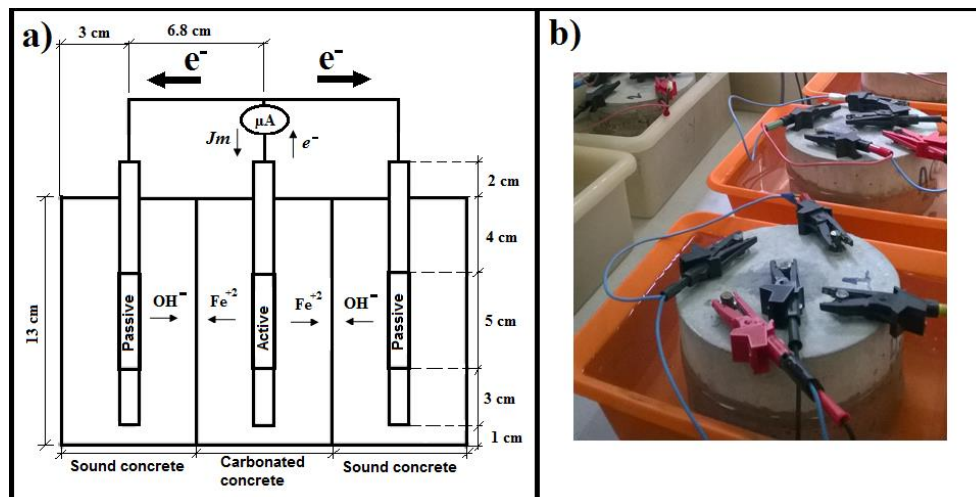 a)
3 cm
6.8 cm
e-
e-
µA
Jm
e-
2 cm
4 cm
13 cm
OH-
Fe+2
Fe+2
OH-
Passive
Active
Passive
5 cm
3 cm
1 cm
Sound concrete
Carbonated
concrete
Sound concrete
b)